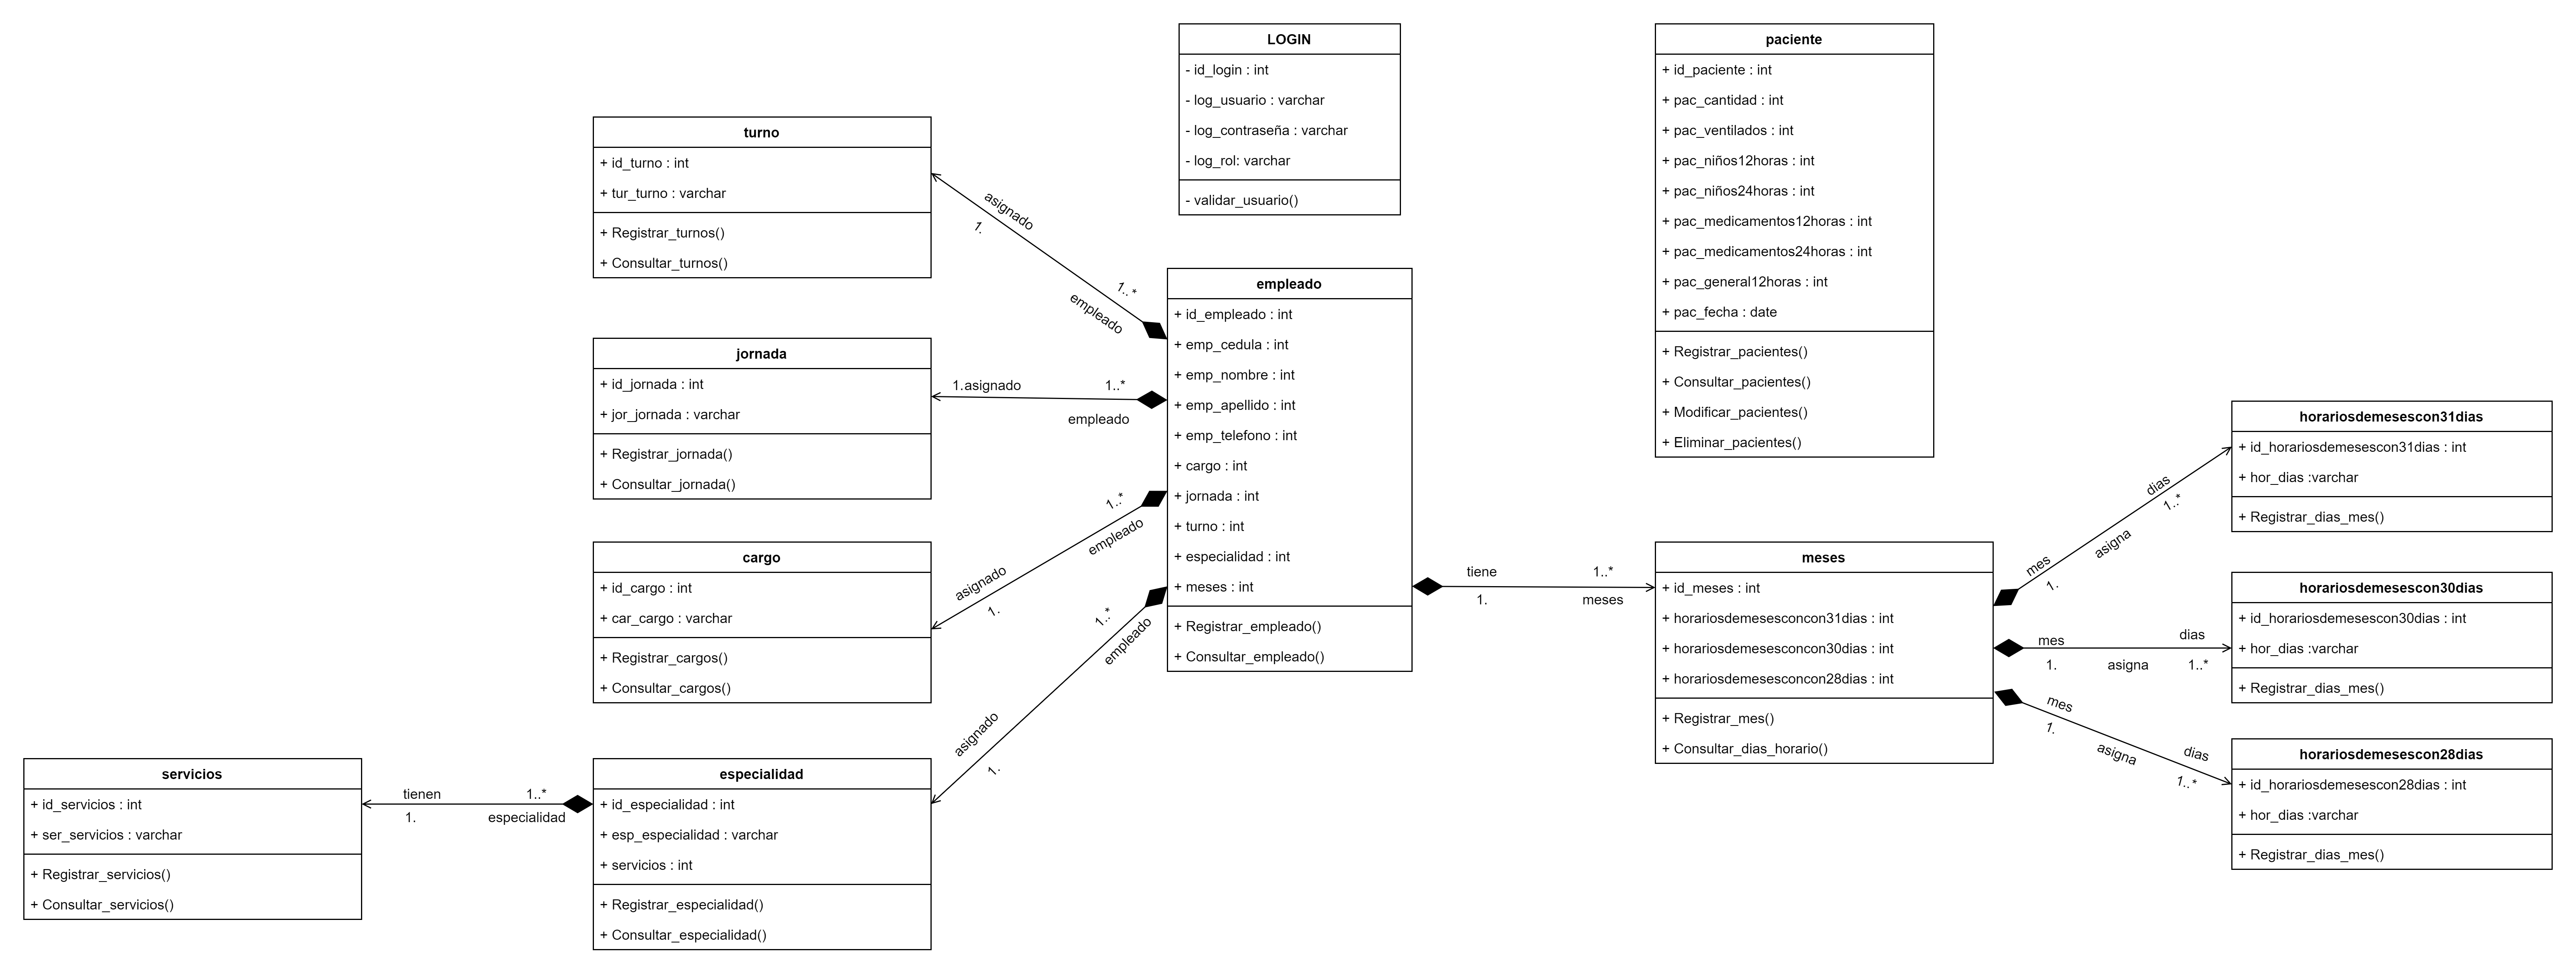 LOGIN
- id_login : int
- log_usuario : varchar
- log_contraseña : varchar
- log_rol: varchar
- validar_usuario()
paciente
+ id_paciente : int
+ pac_cantidad : int
+ pac_ventilados : int
+ pac_niños12horas : int
+ pac_niños24horas : int
+ pac_medicamentos12horas : int
+ pac_medicamentos24horas : int
+ pac_general12horas : int
+ pac_fecha : date
+ Registrar_pacientes()
+ Consultar_pacientes()
+ Modificar_pacientes()
+ Eliminar_pacientes()
turno
+ id_turno : int
+ tur_turno : varchar
+ Registrar_turnos()
+ Consultar_turnos()
asignado
1.
1..*
empleado
jornada
+ id_jornada : int
+ jor_jornada : varchar
+ Registrar_jornada()
+ Consultar_jornada()
1.asignado
1..*
empleado
cargo
+ id_cargo : int
+ car_cargo : varchar
+ Registrar_cargos()
+ Consultar_cargos()
1..*
empleado
asignado
1.
empleado
+ id_empleado : int
+ emp_cedula : int
+ emp_nombre : int
+ emp_apellido : int
+ emp_telefono : int
+ cargo : int
+ jornada : int
+ turno : int
+ especialidad : int
+ meses : int
+ Registrar_empleado()
+ Consultar_empleado()
1..*
empleado
asignado
1.
servicios
+ id_servicios : int
+ ser_servicios : varchar
+ Registrar_servicios()
+ Consultar_servicios()
tienen
1.
1..*
especialidad
especialidad
+ id_especialidad : int
+ esp_especialidad : varchar
+ servicios : int
+ Registrar_especialidad()
+ Consultar_especialidad()
tiene
1.
1..*
meses
meses
+ id_meses : int
+ horariosdemesesconcon31dias : int
+ horariosdemesesconcon30dias : int
+ horariosdemesesconcon28dias : int
+ Registrar_mes()
+ Consultar_dias_horario()
dias
1..*
asigna
mes
1.
horariosdemesescon31dias
+ id_horariosdemesescon31dias : int
+ hor_dias :varchar
+ Registrar_dias_mes()
mes
1.
asigna
dias
1..*
horariosdemesescon30dias
+ id_horariosdemesescon30dias : int
+ hor_dias :varchar
+ Registrar_dias_mes()
mes
1.
asigna
dias
1..*
horariosdemesescon28dias
+ id_horariosdemesescon28dias : int
+ hor_dias :varchar
+ Registrar_dias_mes()